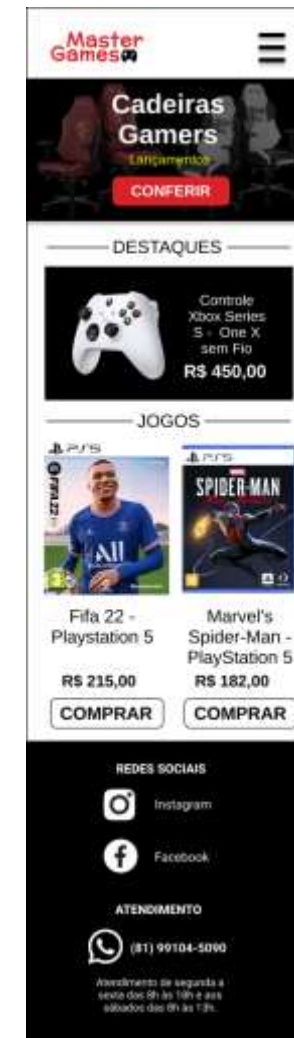 Master
Games
Cadeiras
Gamers
Lançamentos
CONFERIR
DESTAQUES
Controle
Xbox Series
S - One X
sem Fio
R$ 450,00
JOGOS
PS5
FIFA 22
All
PS5
MARVEL
SPIDER-MAN
Fifa 22 -
Playstation 5
R$ 215,00
COMPRAR
Marvel's
Spider-Man -
PlayStation 5
R$ 182,00
COMPRAR
REDES SOCIAIS
Instagram
Facebook
ATENDIMENTO
(81) 99104-5090
Atendimento de segunda a
sexta das 8h às 18h e aos
sábados das 8h às 13h.